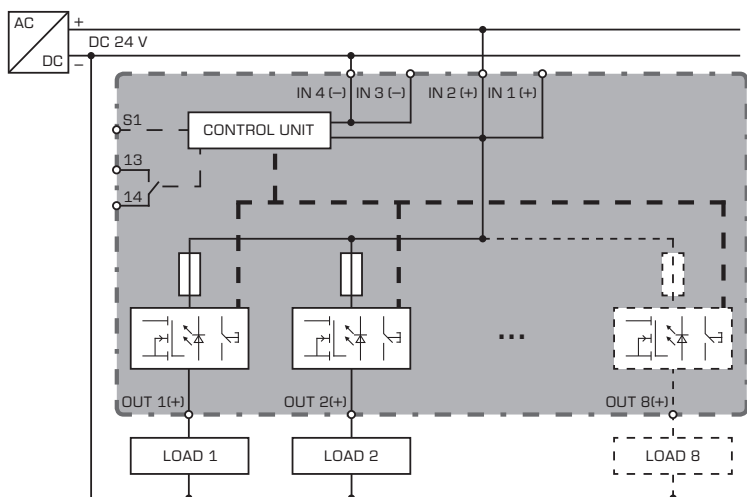 AC
+
DC 24 V
DC
–
IN 4 (–) IN 3 (–) IN 2 (+) IN 1 (+)
S1
CONTROL UNIT
13
14
...
OUT 1(+) OUT 2(+) OUT 8(+)
LOAD 1 LOAD 2 LOAD 8